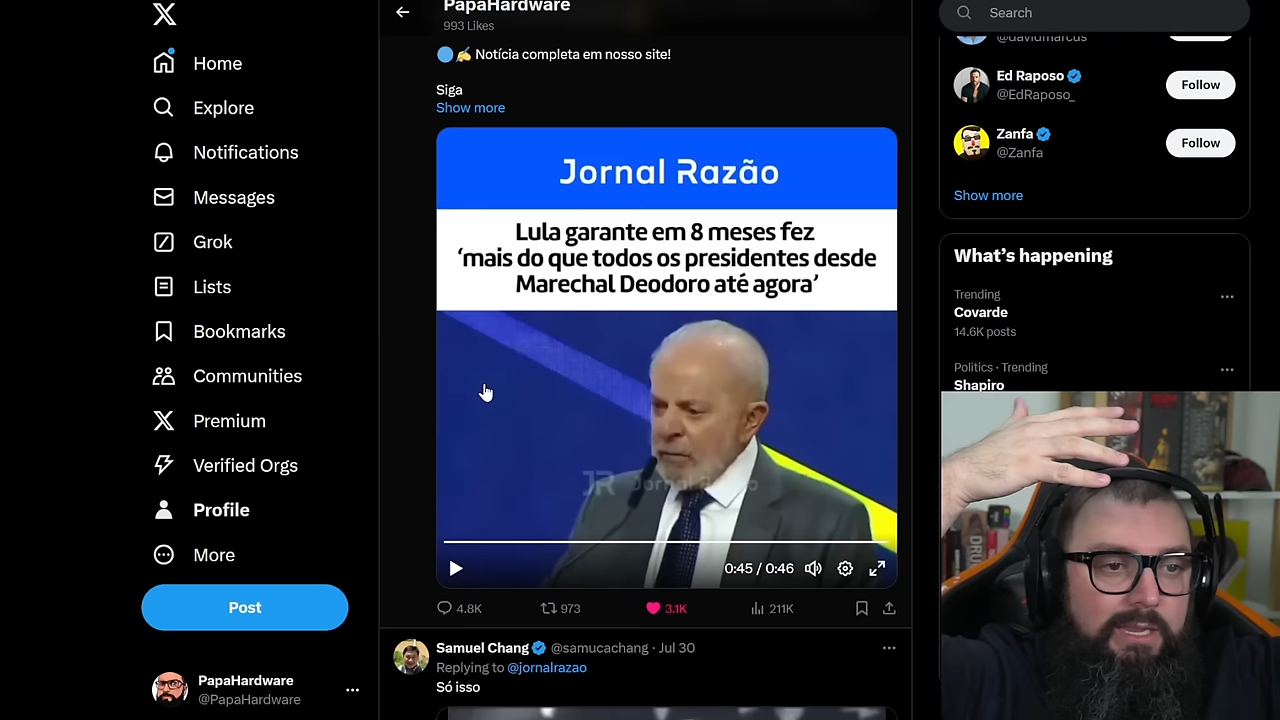 Home
Explore
Notifications
Messages
Grok
Lists
Bookmarks
Communities
Premium
Verified Orgs
Profile
More
Post
PapaHardware
@PapaHardware
PapaHardware
993 Likes
Notícia completa em nosso site!
Siga
Show more
Jornal Razão
Lula garante em 8 meses fez
‘mais do que todos os presidentes desde
Marechal Deodoro até agora’
JR Jornal Razão
0:45 / 0:46
4.8K 973 3.1K 211K
Samuel Chang @samucachang · Jul 30
Replying to @jornalrazao
Só isso
Search
@davidmarcus
Ed Raposo
@EdRaposo_
Follow
Zanfa
@Zanfa
Follow
Show more
What’s happening
Trending
Covarde
14.6K posts
Politics · Trending
Shapiro